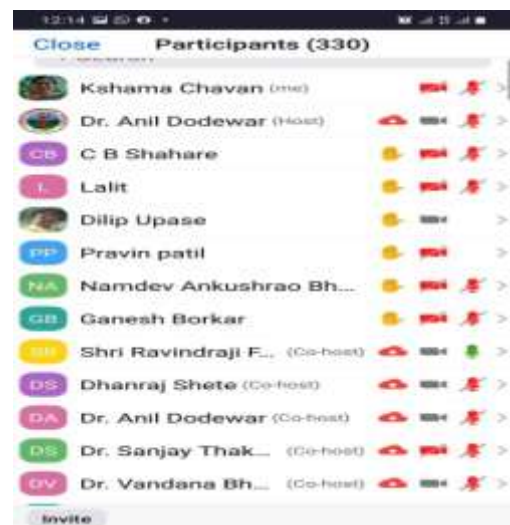 12:14
Close Participants (330)
Search
Kshama Chavan (me)
Dr. Anil Dodewar (Host)
CB C B Shahare
L Lalit
Dilip Upase
PP Pravin patil
NA Namdev Ankushrao Bh...
GB Ganesh Borkar
Shri Ravindraji F... (Co-host)
DS Dhanraj Shete (Co-host)
DA Dr. Anil Dodewar (Co-host)
DS Dr. Sanjay Thak... (Co-host)
DV Dr. Vandana Bh... (Co-host)
Invite